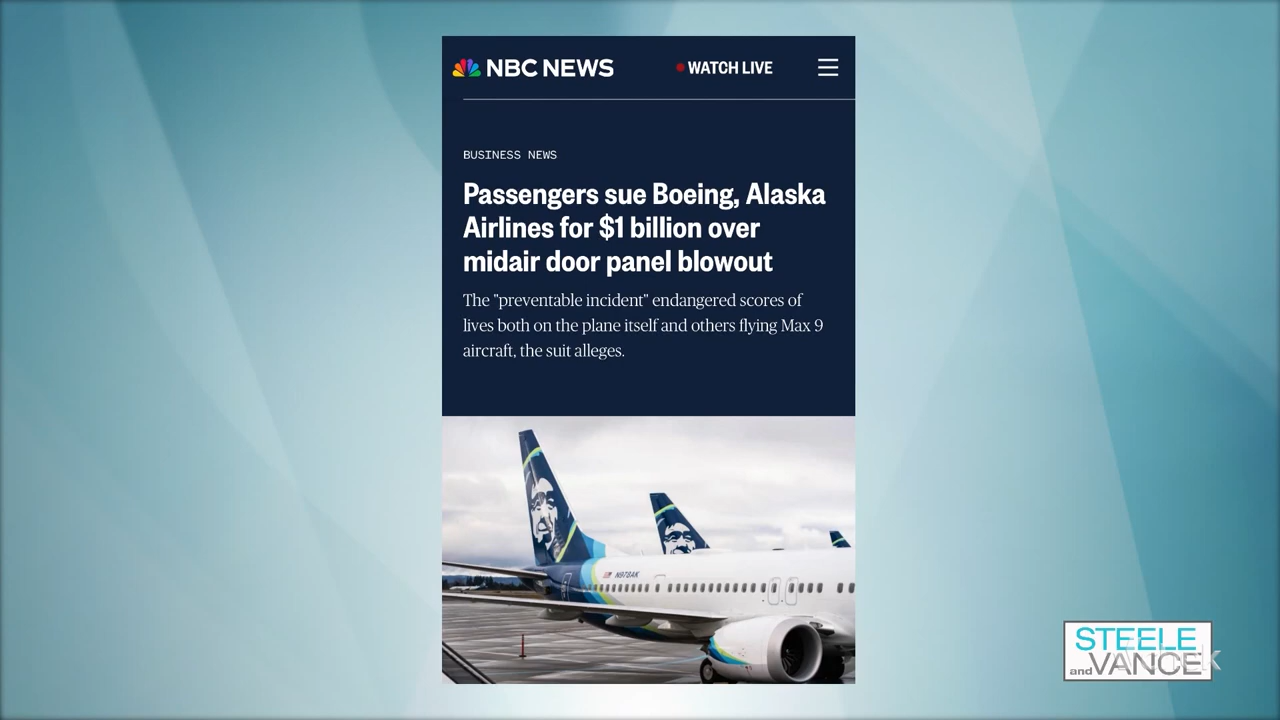 NBC NEWS
WATCH LIVE
BUSINESS NEWS
Passengers sue Boeing, Alaska
Airlines for $1 billion over
midair door panel blowout
The "preventable incident" endangered scores of
lives both on the plane itself and others flying Max 9
aircraft, the suit alleges.
STEELE
and VANCE